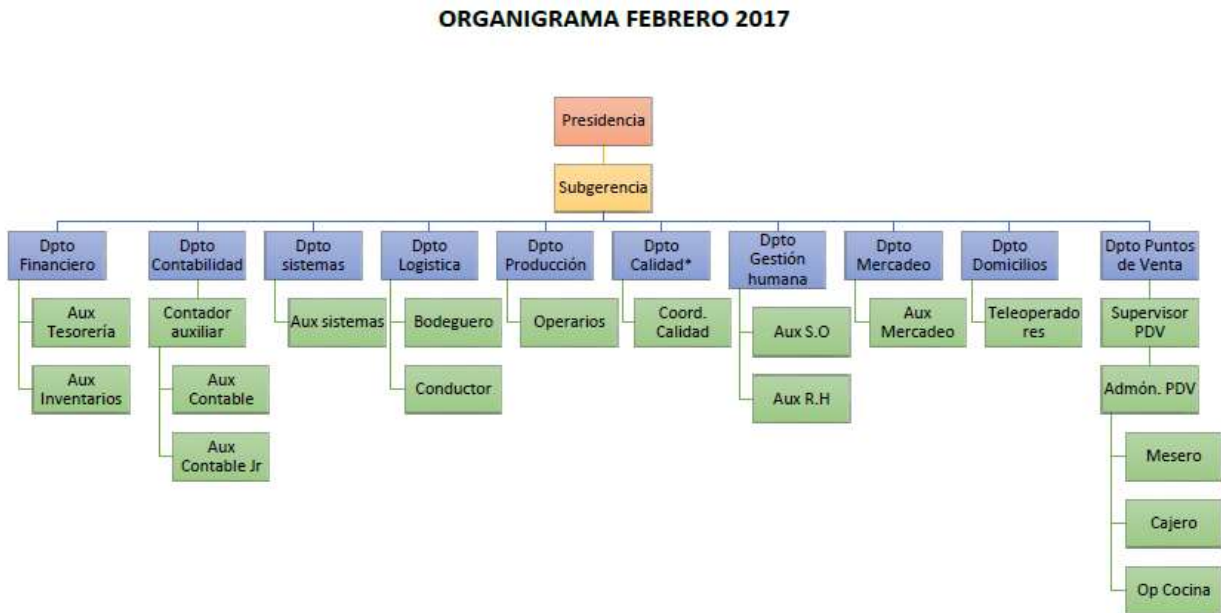 ORGANIGRAMA FEBRERO 2017
Presidencia
Subgerencia
Dpto
Financiero
Dpto
Contabilidad
Dpto
sistemas
Dpto
Logistica
Dpto
Producción
Dpto
Calidad*
Dpto
Gestión
humana
Dpto
Mercadeo
Dpto
Domicilios
Dpto Puntos
de Venta
Aux
Tesorería
Aux
Inventarios
Contador
auxiliar
Aux
Contable
Aux
Contable Jr
Aux sistemas
Bodeguero
Conductor
Operarios
Coord.
Calidad
Aux S.O
Aux R.H
Aux
Mercadeo
Teleoperado
res
Supervisor
PDV
Admón. PDV
Mesero
Cajero
Op Cocina